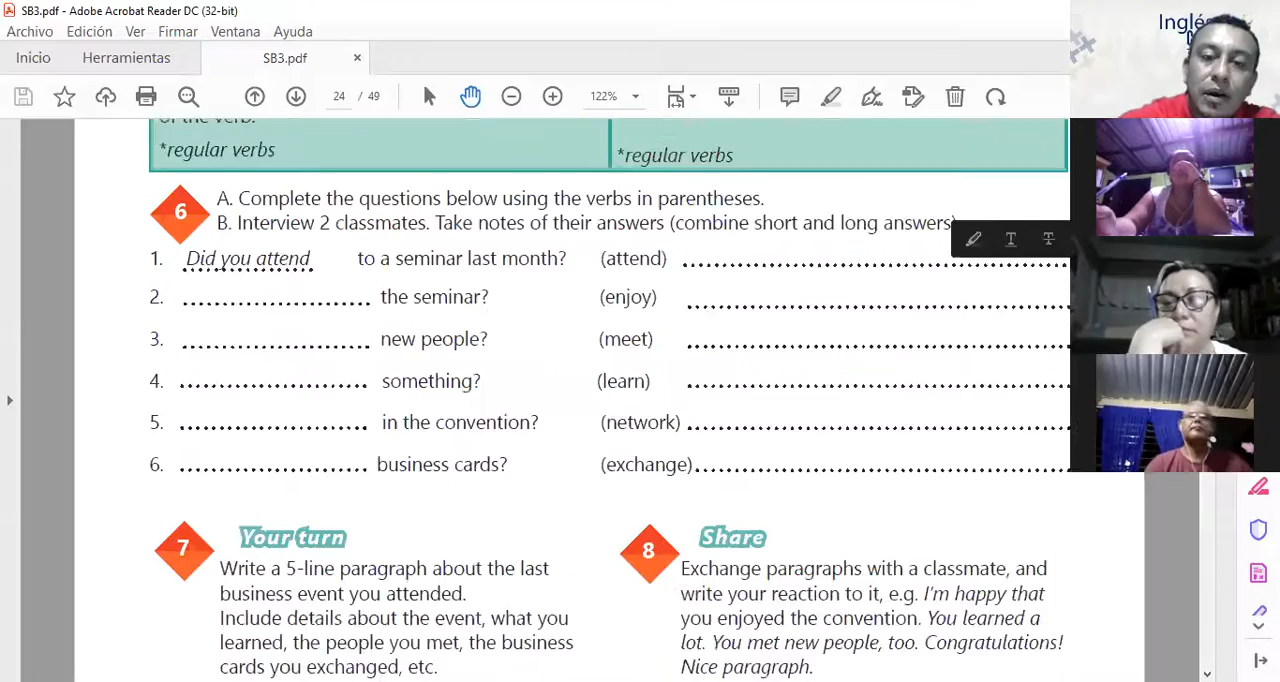 SB3.pdf - Adobe Acrobat Reader DC (32-bit)
Archivo Edición Ver Firmar Ventana Ayuda
Inicio Herramientas SB3.pdf ×
24 / 49 122%
Inglés
of the verb.
*regular verbs *regular verbs
6 A. Complete the questions below using the verbs in parentheses.
B. Interview 2 classmates. Take notes of their answers (combine short and long answers)
1. Did you attend to a seminar last month? (attend)
2. the seminar? (enjoy)
3. new people? (meet)
4. something? (learn)
5. in the convention? (network)
6. business cards? (exchange)
7 Your turn
Write a 5-line paragraph about the last
business event you attended.
Include details about the event, what you
learned, the people you met, the business
cards you exchanged, etc.
8 Share
Exchange paragraphs with a classmate, and
write your reaction to it, e.g. I'm happy that
you enjoyed the convention. You learned a
lot. You met new people, too. Congratulations!
Nice paragraph.